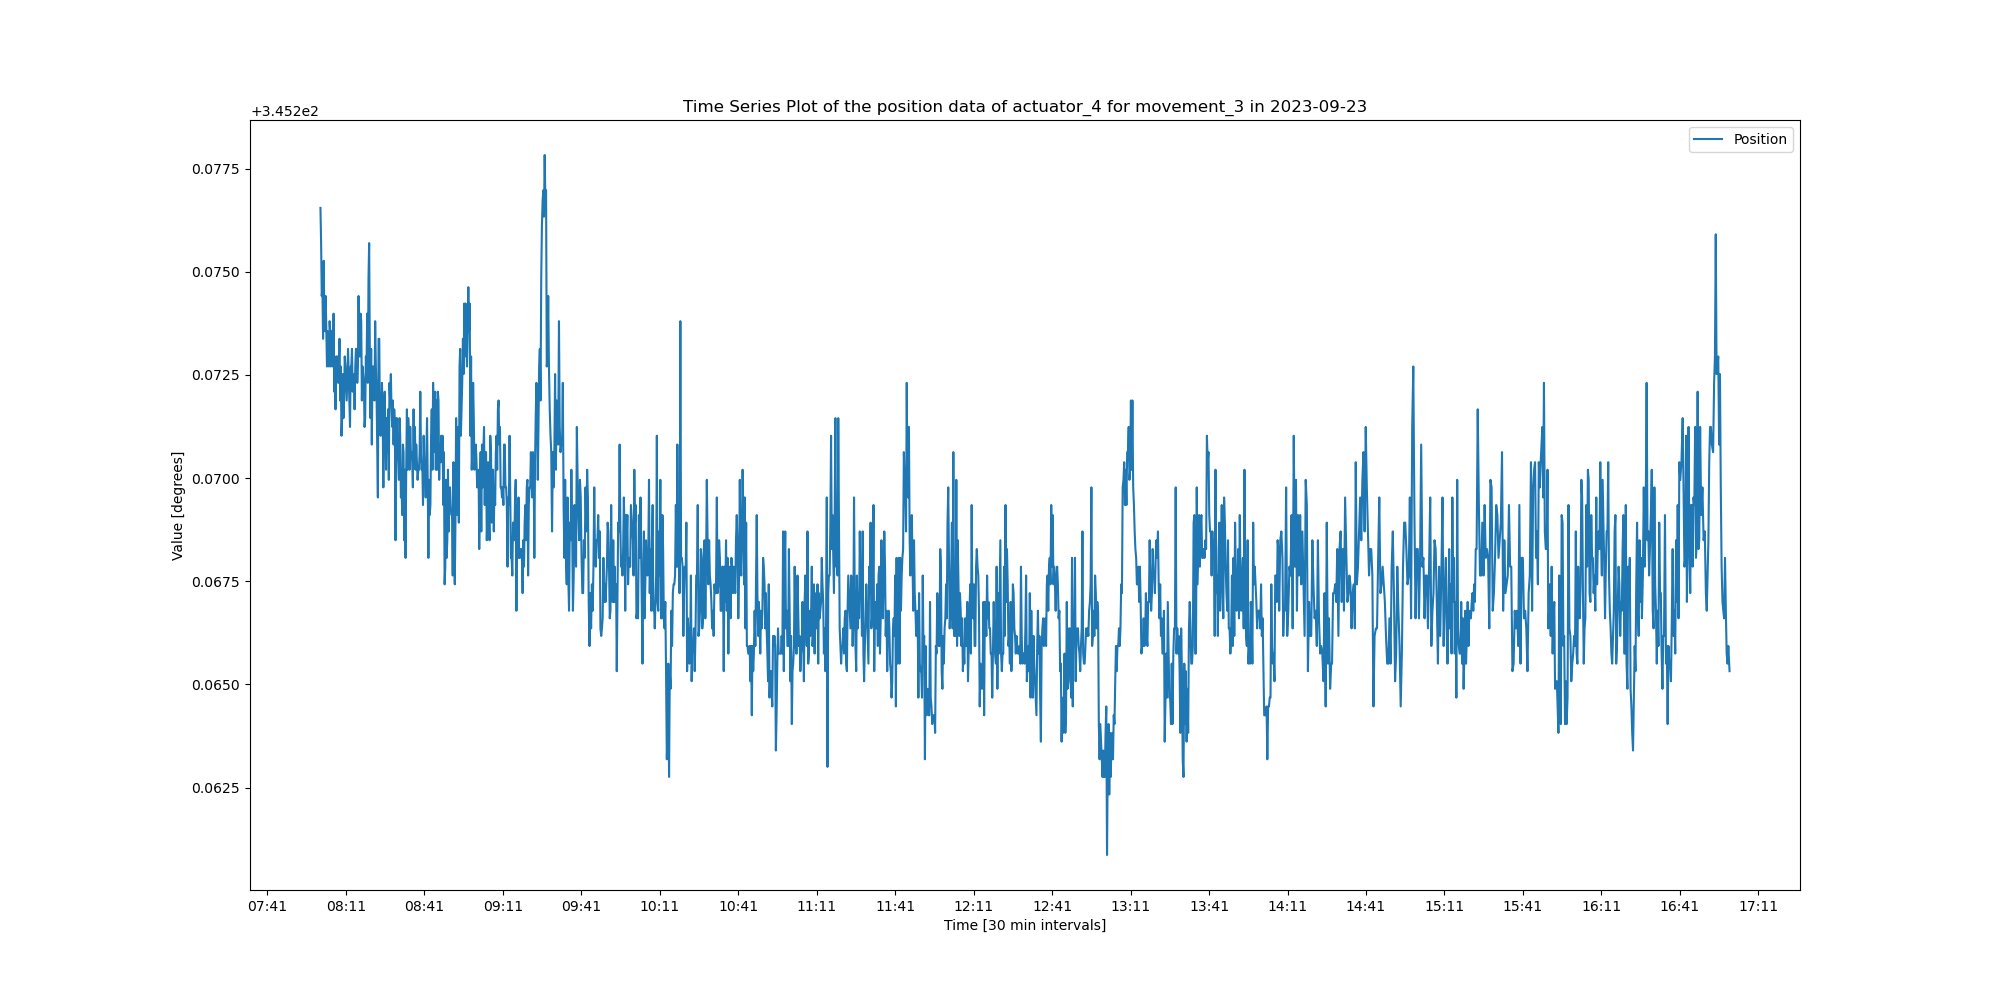 Time Series Plot of the position data of actuator_4 for movement_3 in 2023-09-23
+3.452e2
Position
0.0775
0.0750
0.0725
0.0700
0.0675
0.0650
0.0625
Value [degrees]
07:41 08:11 08:41 09:11 09:41 10:11 10:41 11:11 11:41 12:11 12:41 13:11 13:41 14:11 14:41 15:11 15:41 16:11 16:41 17:11
Time [30 min intervals]